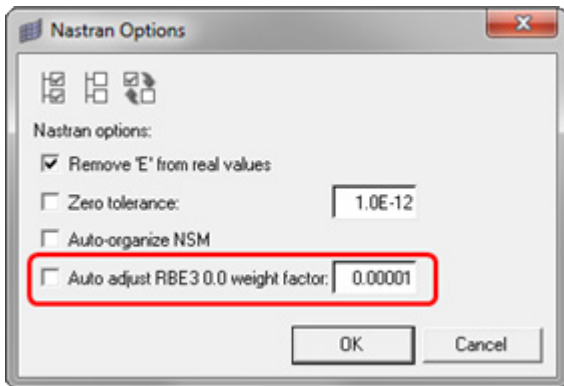 Nastran Options
Nastran options:
Remove 'E' from real values
Zero tolerance: 1.0E-12
Auto-organize NSM
Auto adjust RBE3 0.0 weight factor: 0.00001
OK Cancel